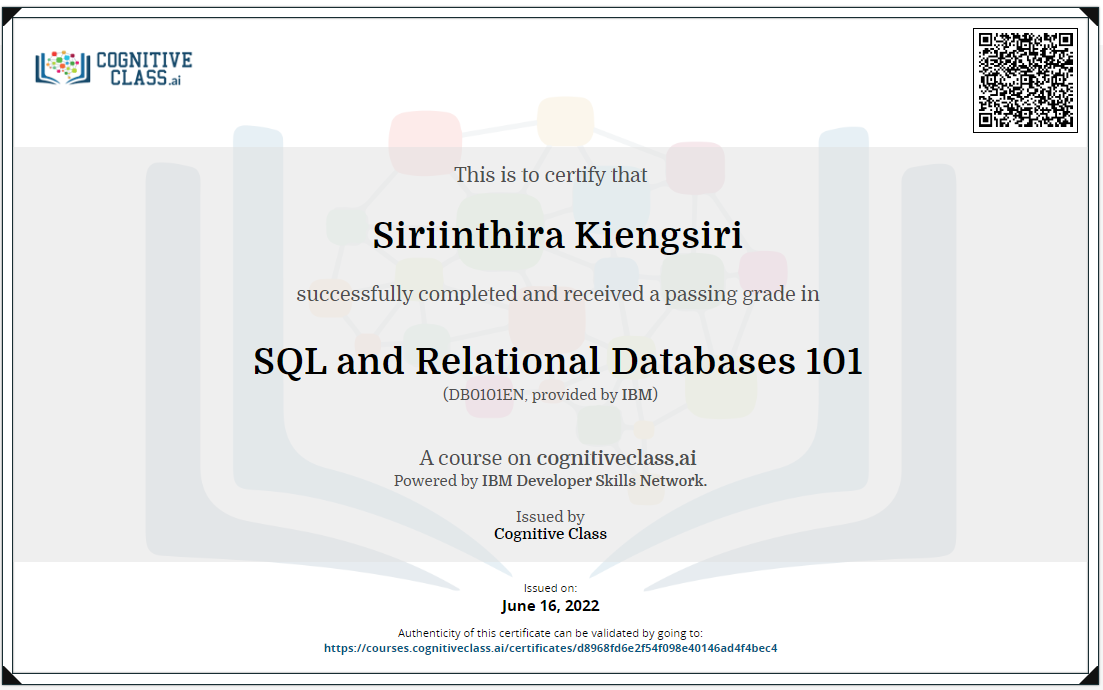 COGNITIVE
CLASS.ai
This is to certify that
Siriinthira Kiengsiri
successfully completed and received a passing grade in
SQL and Relational Databases 101
(DB0101EN, provided by IBM)
A course on cognitiveclass.ai
Powered by IBM Developer Skills Network.
Issued by
Cognitive Class
Issued on:
June 16, 2022
Authenticity of this certificate can be validated by going to:
https://courses.cognitiveclass.ai/certificates/d8968fd6e2f54f098e40146ad4f4bec4